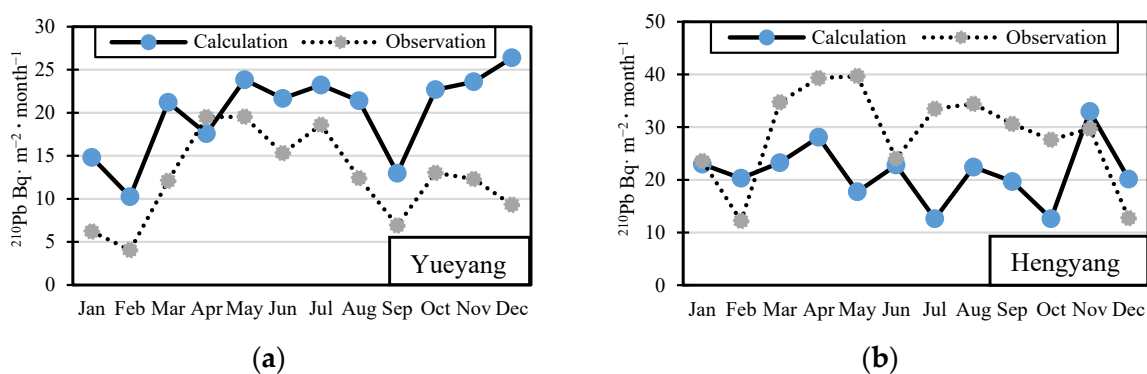 30
25
20
15
10
5
0
²¹⁰Pb Bq· m⁻² · month⁻¹
Calculation Observation
Yueyang
Jan Feb Mar Apr May Jun Jul Aug Sep Oct Nov Dec
(a)
50
40
30
20
10
0
²¹⁰Pb Bq· m⁻² · month⁻¹
Calculation Observation
Hengyang
Jan Feb Mar Apr May Jun Jul Aug Sep Oct Nov Dec
(b)